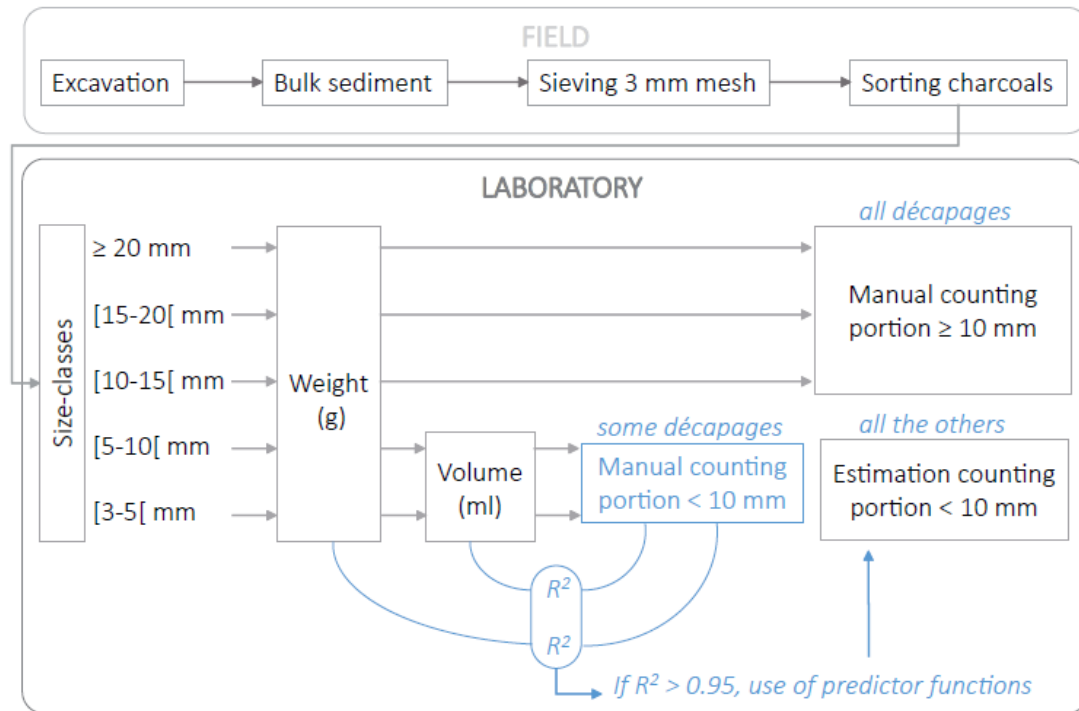 FIELD
Excavation
Bulk sediment
Sieving 3 mm mesh
Sorting charcoals
LABORATORY
Size-classes
≥ 20 mm
[15-20[ mm
[10-15[ mm
[5-10[ mm
[3-5[ mm
Weight
(g)
Volume
(ml)
all décapages
Manual counting
portion ≥ 10 mm
some décapages
Manual counting
portion < 10 mm
all the others
Estimation counting
portion < 10 mm
R²
R²
If R² > 0.95, use of predictor functions